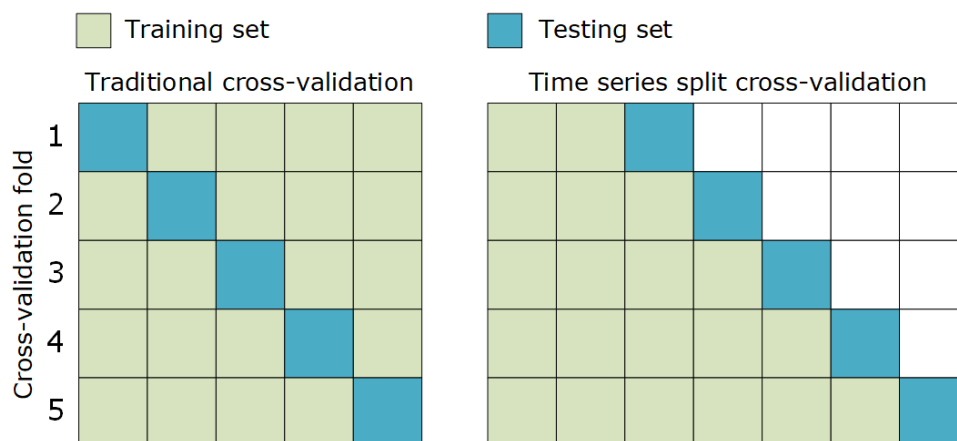 Training set
Testing set
Traditional cross-validation
Time series split cross-validation
Cross-validation fold
1
2
3
4
5